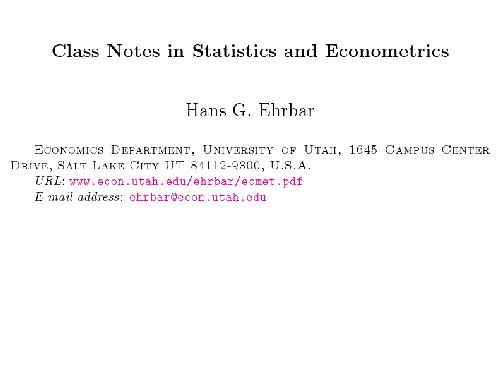 Class Notes in Statistics and Econometrics
Hans G. Ehrbar
Economics Department, University of Utah, 1645 Campus Center
Drive, Salt Lake City UT 84112-9300, U.S.A.
URL: www.econ.utah.edu/ehrbar/ecmet.pdf
E-mail address: ehrbar@econ.utah.edu